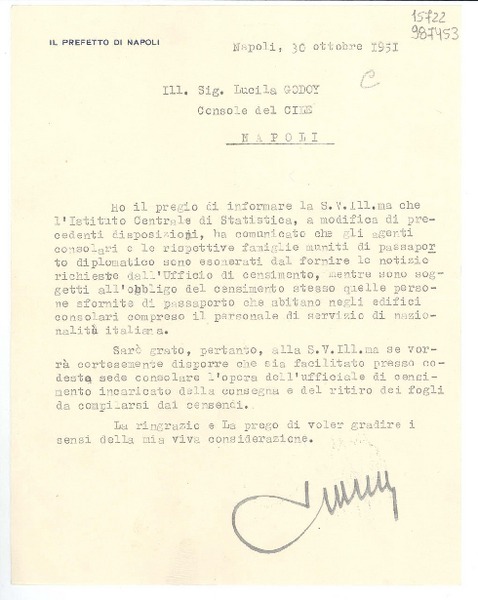 15722
987453
IL PREFETTO DI NAPOLI
Napoli, 30 ottobre 1951
C
Ill. Sig. Lucila GODOY
Console del CILE
NAPOLI
Ho il pregio di informare la S.V.Ill.ma che
l'Istituto Centrale di Statistica, a modifica di pre-
cedenti disposizioni, ha comunicato che gli agenti
consolari e le rispettive famiglie muniti di passapor
to diplomatico sono esonerati dal fornire le notizie
richieste dall'Ufficio di censimento, mentre sono sog-
getti all'obbligo del censimento stesso quelle perso-
ne sfornite di passaporto che abitano negli edifici
consolari compreso il personale di servizio di nazio-
nalità italiana.
Sarò grato, pertanto, alla S.V.Ill.ma se vor-
rà cortesemente disporre che sia facilitato presso co-
desta sede consolare l'opera dell'ufficiale di censi-
mento incaricato della consegna e del ritiro dei fogli
da compilarsi dai censendi.
La ringrazio e La prego di voler gradire i
sensi della mia viva considerazione.